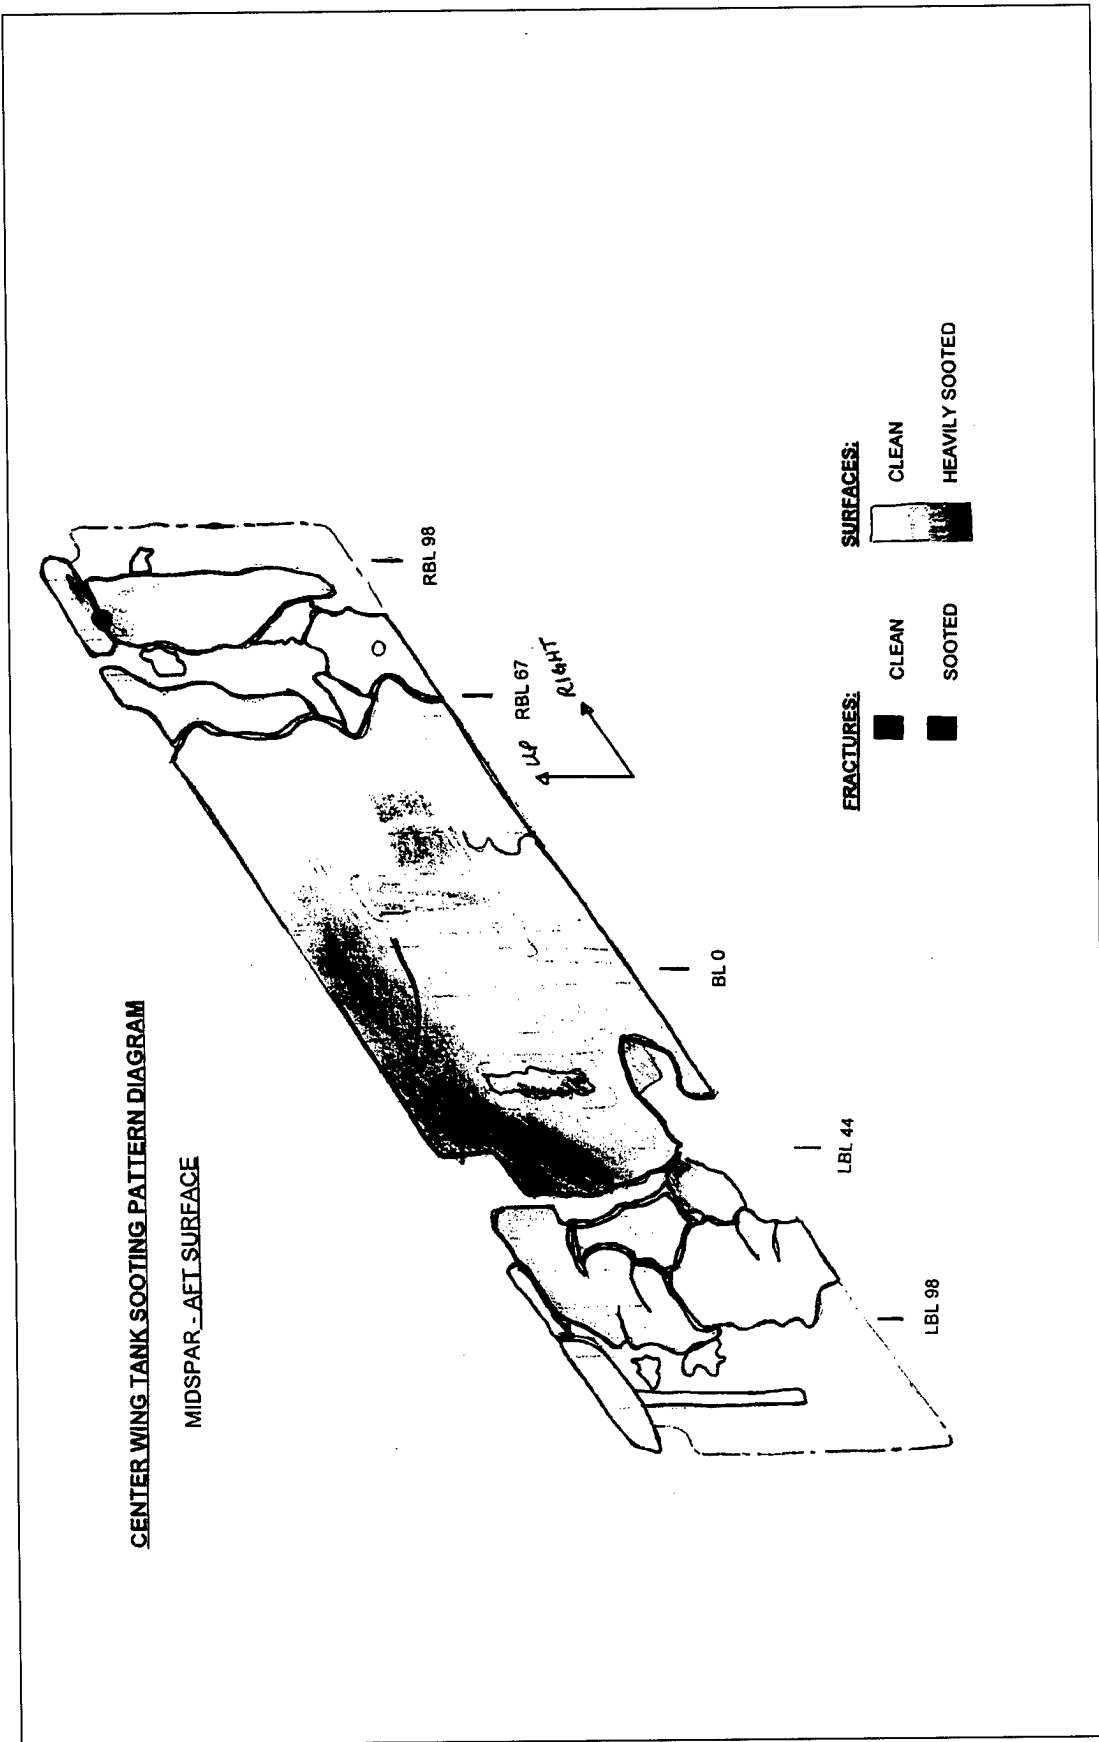 CENTER WING TANK SOOTING PATTERN DIAGRAM
MIDSPAR - AFT SURFACE
RBL 98
RBL 67
UP
RIGHT
BL 0
LBL 44
LBL 98
FRACTURES:
CLEAN
SOOTED
SURFACES:
CLEAN
HEAVILY SOOTED